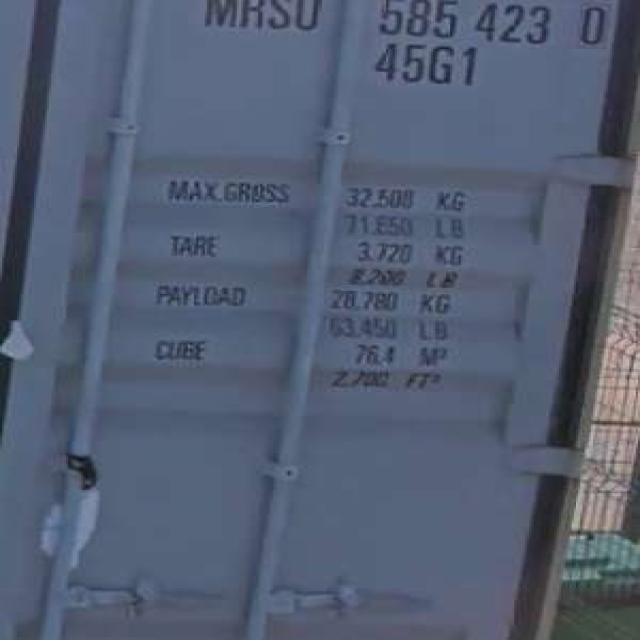 MRSU 585 423 0
45G1
MAX.GROSS 32.500 KG
71.650 LB
TARE 3.720 KG
8.200 LB
PAYLOAD 28.780 KG
63.450 LB
CUBE 76.4 M³
2.700 FT³